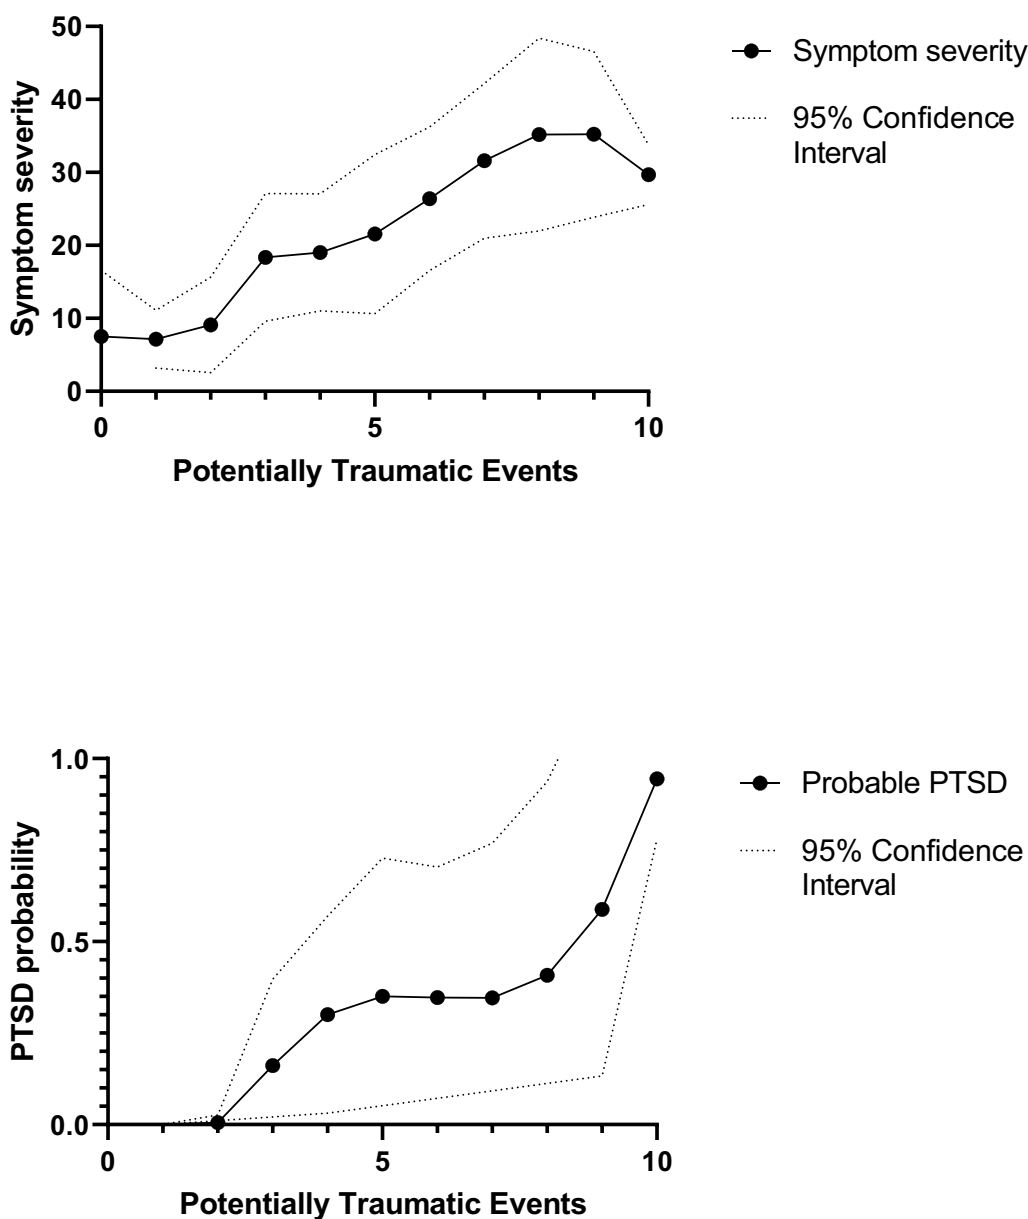 50
40
30
20
10
0
Symptom severity
0 5 10
Potentially Traumatic Events
Symptom severity
95% Confidence
Interval
1.0
0.5
0.0
PTSD probability
0 5 10
Potentially Traumatic Events
Probable PTSD
95% Confidence
Interval